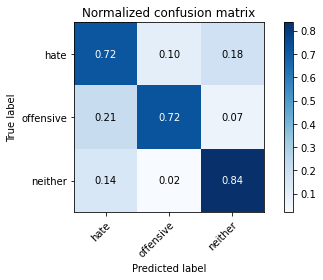 Normalized confusion matrix
True label
hate 0.72 0.10 0.18
offensive 0.21 0.72 0.07
neither 0.14 0.02 0.84
hate offensive neither
Predicted label
0.8
0.7
0.6
0.5
0.4
0.3
0.2
0.1